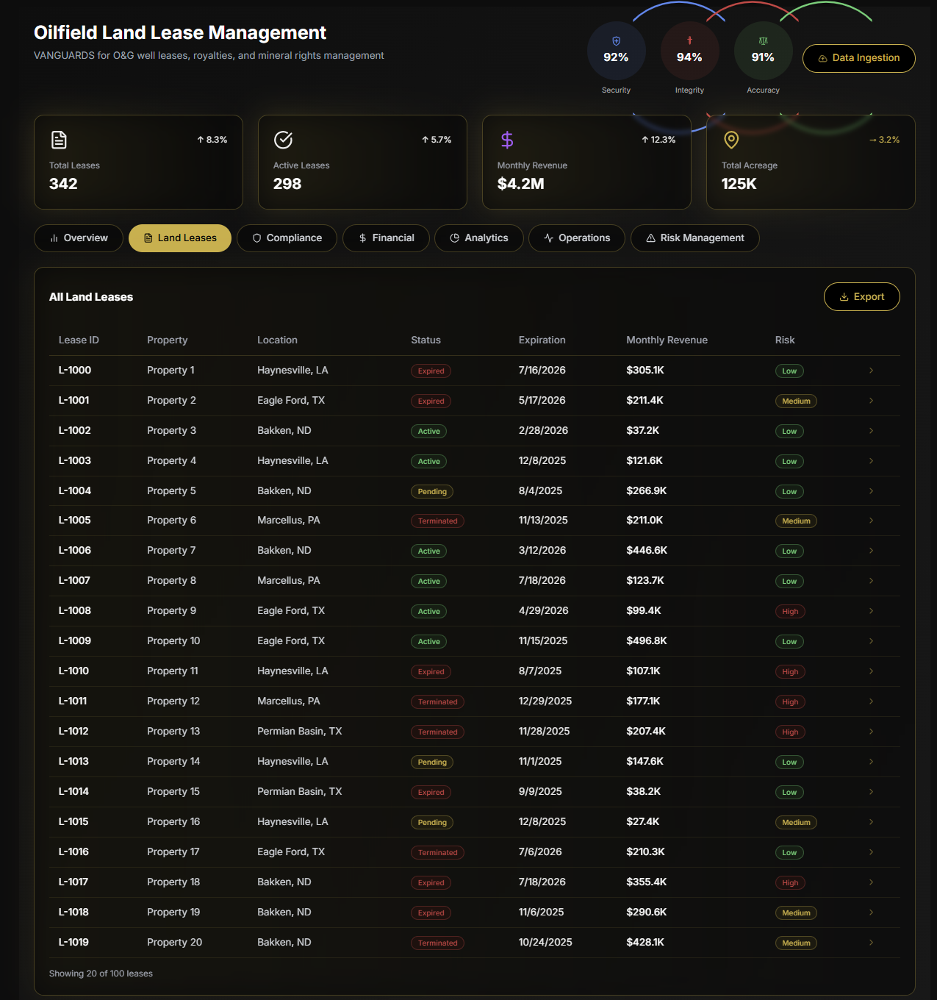 Oilfield Land Lease Management
VANGUARDS for O&G well leases, royalties, and mineral rights management
92%
Security
94%
Integrity
91%
Accuracy
Data Ingestion
↑ 8.3%
Total Leases
342
↑ 5.7%
Active Leases
298
↑ 12.3%
Monthly Revenue
$4.2M
→ 3.2%
Total Acreage
125K
Overview
Land Leases
Compliance
Financial
Analytics
Operations
Risk Management
All Land Leases
Export
Lease ID Property Location Status Expiration Monthly Revenue Risk
L-1000 Property 1 Haynesville, LA Expired 7/16/2026 $305.1K Low
L-1001 Property 2 Eagle Ford, TX Expired 5/17/2026 $211.4K Medium
L-1002 Property 3 Bakken, ND Active 2/28/2026 $37.2K Low
L-1003 Property 4 Haynesville, LA Active 12/8/2025 $121.6K Low
L-1004 Property 5 Bakken, ND Pending 8/4/2025 $266.9K Low
L-1005 Property 6 Marcellus, PA Terminated 11/13/2025 $211.0K Medium
L-1006 Property 7 Bakken, ND Active 3/12/2026 $446.6K Low
L-1007 Property 8 Marcellus, PA Active 7/18/2026 $123.7K Low
L-1008 Property 9 Eagle Ford, TX Active 4/29/2026 $99.4K High
L-1009 Property 10 Eagle Ford, TX Active 11/15/2025 $496.8K Low
L-1010 Property 11 Haynesville, LA Expired 8/7/2025 $107.1K High
L-1011 Property 12 Marcellus, PA Terminated 12/29/2025 $177.1K High
L-1012 Property 13 Permian Basin, TX Terminated 11/28/2025 $207.4K High
L-1013 Property 14 Haynesville, LA Pending 11/1/2025 $147.6K Low
L-1014 Property 15 Permian Basin, TX Expired 9/9/2025 $38.2K Low
L-1015 Property 16 Haynesville, LA Pending 12/8/2025 $27.4K Medium
L-1016 Property 17 Eagle Ford, TX Terminated 7/6/2026 $210.3K Low
L-1017 Property 18 Bakken, ND Expired 7/18/2026 $355.4K High
L-1018 Property 19 Bakken, ND Expired 11/6/2025 $290.6K Medium
L-1019 Property 20 Bakken, ND Terminated 10/24/2025 $428.1K Medium
Showing 20 of 100 leases